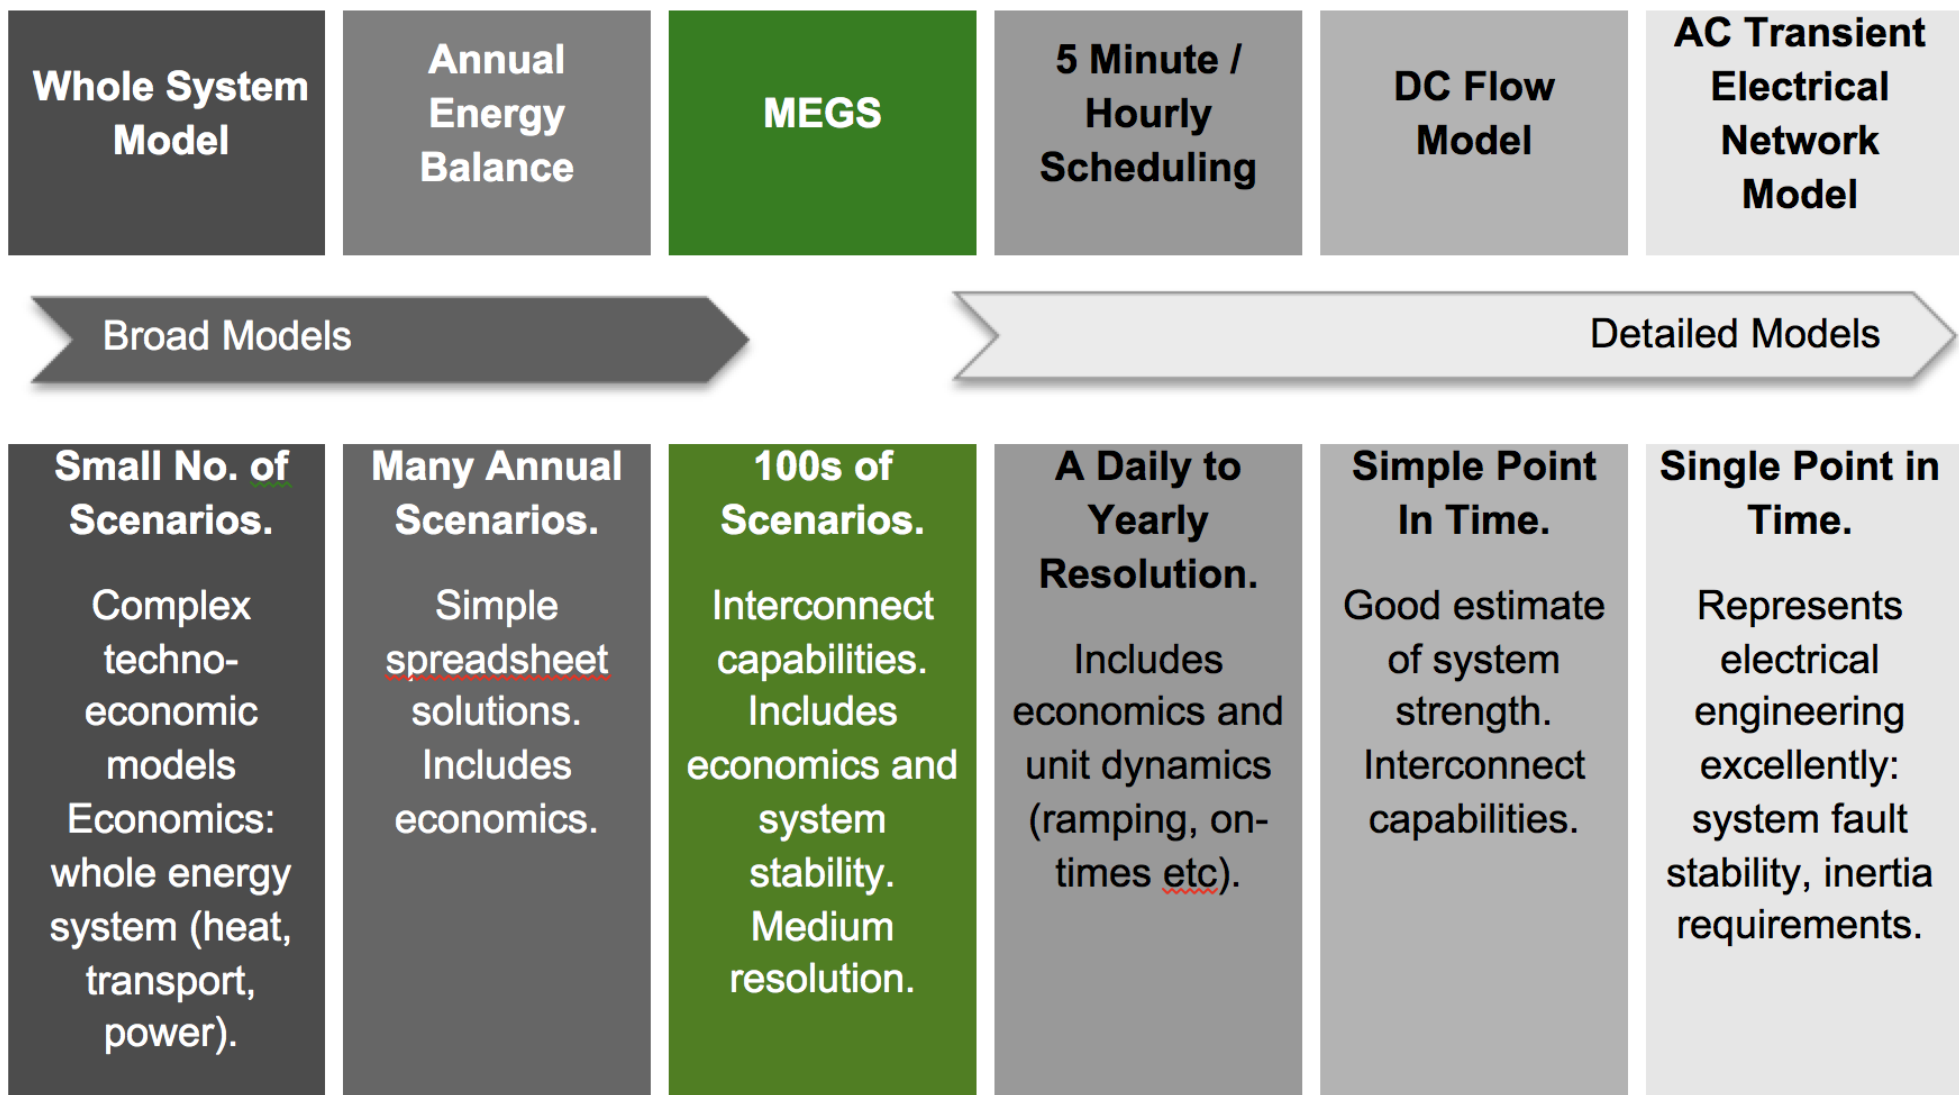 Whole System
Model
Annual
Energy
Balance
MEGS
5 Minute /
Hourly
Scheduling
DC Flow
Model
AC Transient
Electrical
Network
Model
Broad Models
Detailed Models
Small No. of
Scenarios.
Complex
techno-
economic
models
Economics:
whole energy
system (heat,
transport,
power).
Many Annual
Scenarios.
Simple
spreadsheet
solutions.
Includes
economics.
100s of
Scenarios.
Interconnect
capabilities.
Includes
economics and
system
stability.
Medium
resolution.
A Daily to
Yearly
Resolution.
Includes
economics and
unit dynamics
(ramping, on-
times etc).
Simple Point
In Time.
Good estimate
of system
strength.
Interconnect
capabilities.
Single Point in
Time.
Represents
electrical
engineering
excellently:
system fault
stability, inertia
requirements.